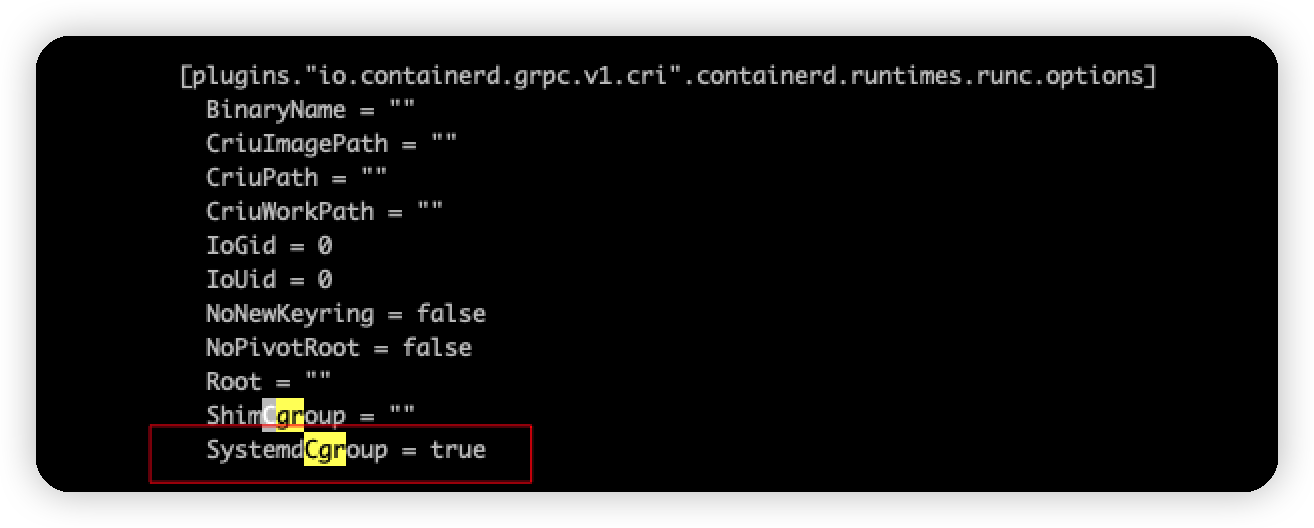 [plugins."io.containerd.grpc.v1.cri".containerd.runtimes.runc.options]
BinaryName = ""
CriuImagePath = ""
CriuPath = ""
CriuWorkPath = ""
IoGid = 0
IoUid = 0
NoNewKeyring = false
NoPivotRoot = false
Root = ""
ShimCgroup = ""
SystemdCgroup = true